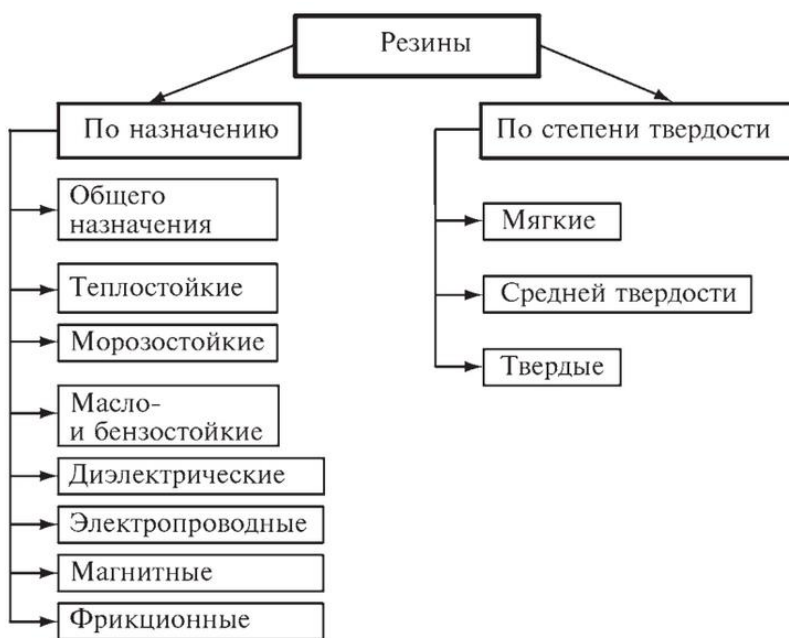 Резины
По назначению
Общего
назначения
Теплостойкие
Морозостойкие
Масло-
и бензостойкие
Диэлектрические
Электропроводные
Магнитные
Фрикционные
По степени твердости
Мягкие
Средней твердости
Твердые